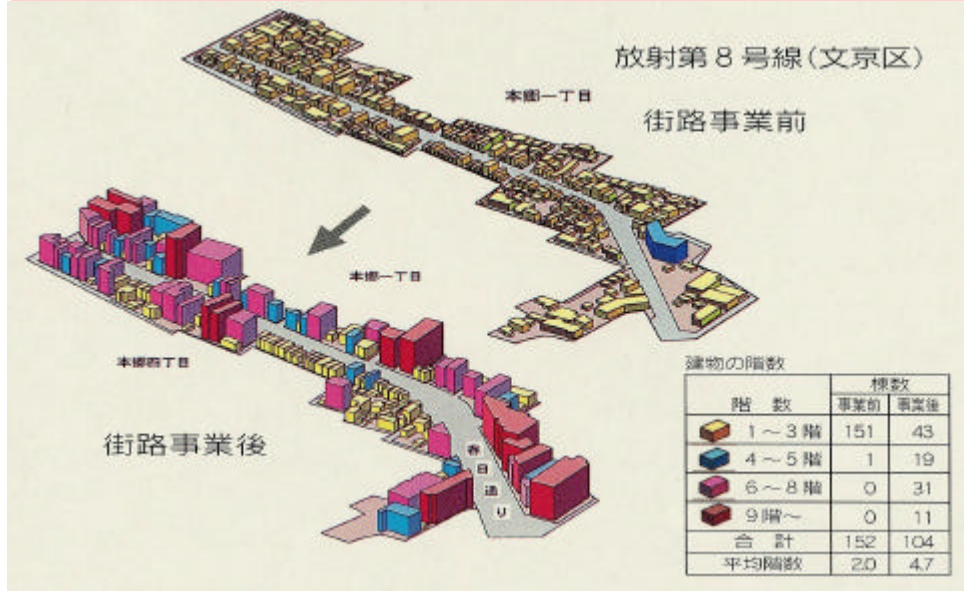 放射第8号線(文京区)
街路事業前
本郷一丁目
本郷一丁目
本郷四丁目
街路事業後
春日通り
建物の階数
階 数 棟数
事業前 事業後
1～3階 151 43
4～5階 1 19
6～8階 0 31
9階～ 0 11
合 計 152 104
平均階数 2.0 4.7